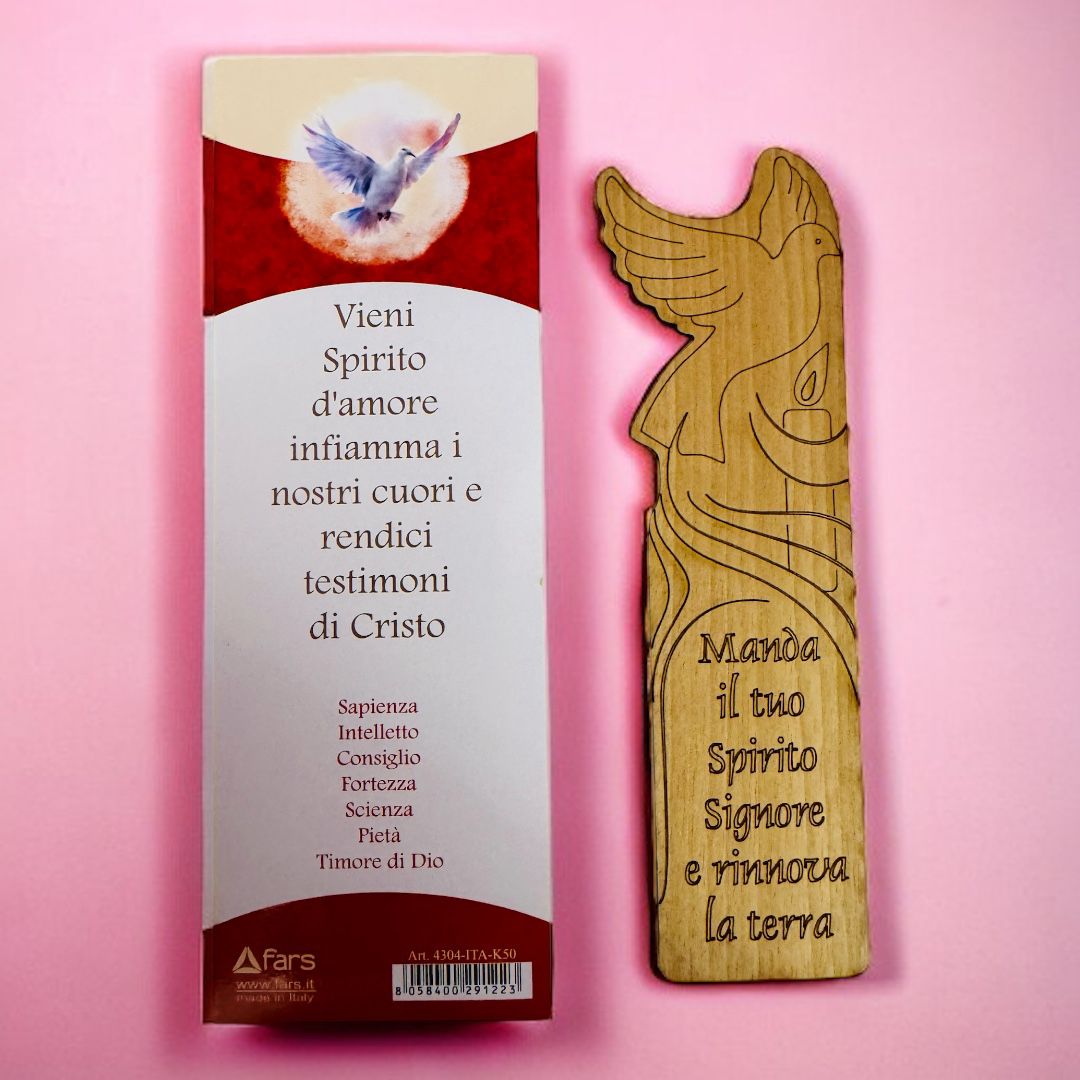 Vieni
Spirito
d'amore
infiamma i
nostri cuori e
rendici
testimoni
di Cristo
Sapienza
Intelletto
Consiglio
Fortezza
Scienza
Pietà
Timore di Dio
fars
www.fars.it
made in Italy
Art. 4304-ITA-K50
8 058400 291223
Manda
il tuo
Spirito
Signore
e rinnova
la terra